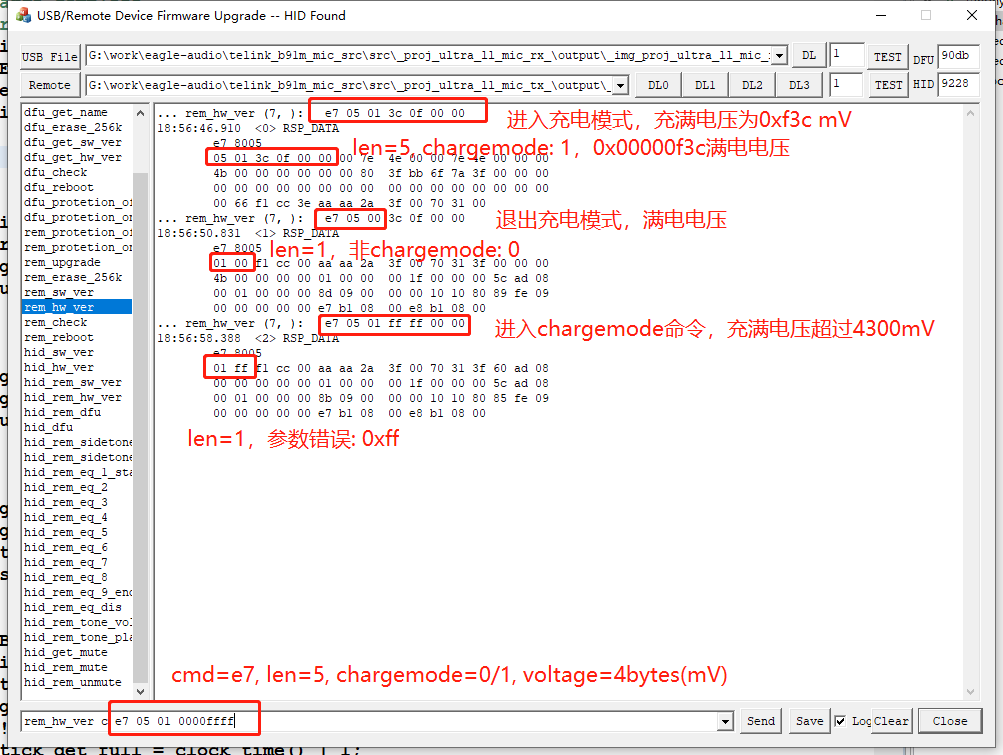 USB/Remote Device Firmware Upgrade -- HID Found
USB File G:\work\eagle-audio\telink_b9lm_mic_src\src\_proj_ultra_ll_mic_rx_\output\_img_proj_ultra_ll_mic_ DL 1 TEST DFU 90db
Remote G:\work\eagle-audio\telink_b9lm_mic_src\src\_proj_ultra_ll_mic_tx_\output\_ DL0 DL1 DL2 DL3 1 TEST HID 9228
dfu_get_name
dfu_erase_256k
dfu_get_sw_ver
dfu_get_hw_ver
dfu_check
dfu_reboot
dfu_protetion_of
dfu_protetion_on
rem_protetion_of
rem_protetion_on
rem_upgrade
rem_erase_256k
rem_sw_ver
rem_hw_ver
rem_check
rem_reboot
hid_sw_ver
hid_hw_ver
hid_rem_sw_ver
hid_rem_hw_ver
hid_rem_dfu
hid_dfu
hid_rem_sidetone
hid_rem_sidetone
hid_rem_eq_1_sta
hid_rem_eq_2
hid_rem_eq_3
hid_rem_eq_4
hid_rem_eq_5
hid_rem_eq_6
hid_rem_eq_7
hid_rem_eq_8
hid_rem_eq_9_end
hid_rem_eq_dis
hid_rem_tone_vol
hid_rem_tone_pla
hid_get_mute
hid_rem_mute
hid_rem_unmute
... rem_hw_ver (7, ): e7 05 01 3c 0f 00 00
进入充电模式，充满电压为0xf3c mV
18:56:46.910 <0> RSP_DATA
e7 8005
len=5, chargemode: 1，0x00000f3c满电电压
05 01 3c 0f 00 00 00 7e 4e 00 00 7e 4e 00 00 00
4b 00 00 00 00 00 00 80 3f bb 6f 7a 3f 00 00 00
00 00 00 00 00 00 00 00 00 00 00 00 00 00 00 00
00 66 f1 cc 3e aa aa 2a 3f 00 70 31 00
... rem_hw_ver (7, ): e7 05 00 3c 0f 00 00
退出充电模式，满电电压
18:56:50.831 <1> RSP_DATA
e7 8005
len=1，非chargemode: 0
01 00 f1 cc 00 aa aa 2a 3f 00 70 31 3f 00 00 00
4b 00 00 00 00 01 00 00 00 1f 00 00 00 5c ad 08
00 01 00 00 00 8d 09 00 00 00 10 10 80 89 fe 09
00 00 00 00 00 e7 b1 08 00 e8 b1 08 00
... rem_hw_ver (7, ): e7 05 01 ff ff 00 00
进入chargemode命令，充满电压超过4300mV
18:56:58.388 <2> RSP_DATA
e7 8005
01 ff f1 cc 00 aa aa 2a 3f 00 70 31 3f 60 ad 08
00 00 00 00 00 01 00 00 00 1f 00 00 00 5c ad 08
00 01 00 00 00 8b 09 00 00 00 10 10 80 85 fe 09
00 00 00 00 00 e7 b1 08 00 e8 b1 08 00
len=1，参数错误: 0xff
cmd=e7, len=5, chargemode=0/1, voltage=4bytes(mV)
rem_hw_ver c e7 05 01 0000ffff Send Save Log Clear Close
tick_det_full = clock_time() | 1;